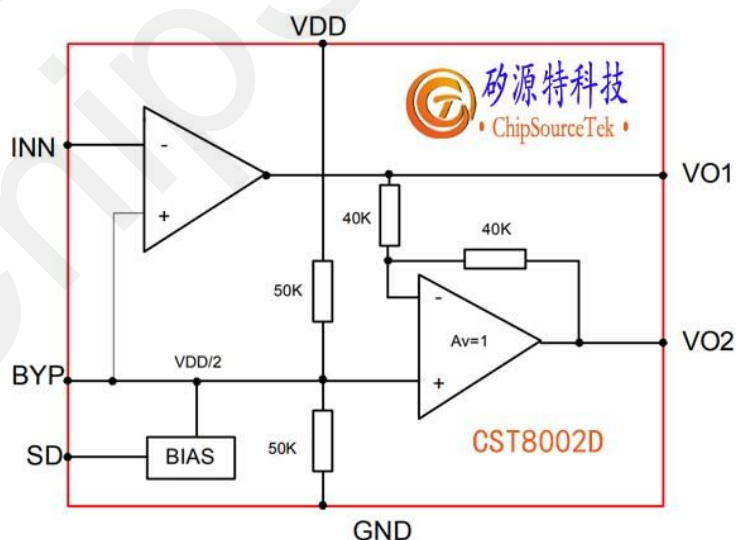 VDD
矽源特科技
• ChipSourceTek •
INN
-
+
VO1
40K
40K
50K
-
Av=1
+
VO2
BYP
VDD/2
SD
BIAS
50K
CST8002D
GND